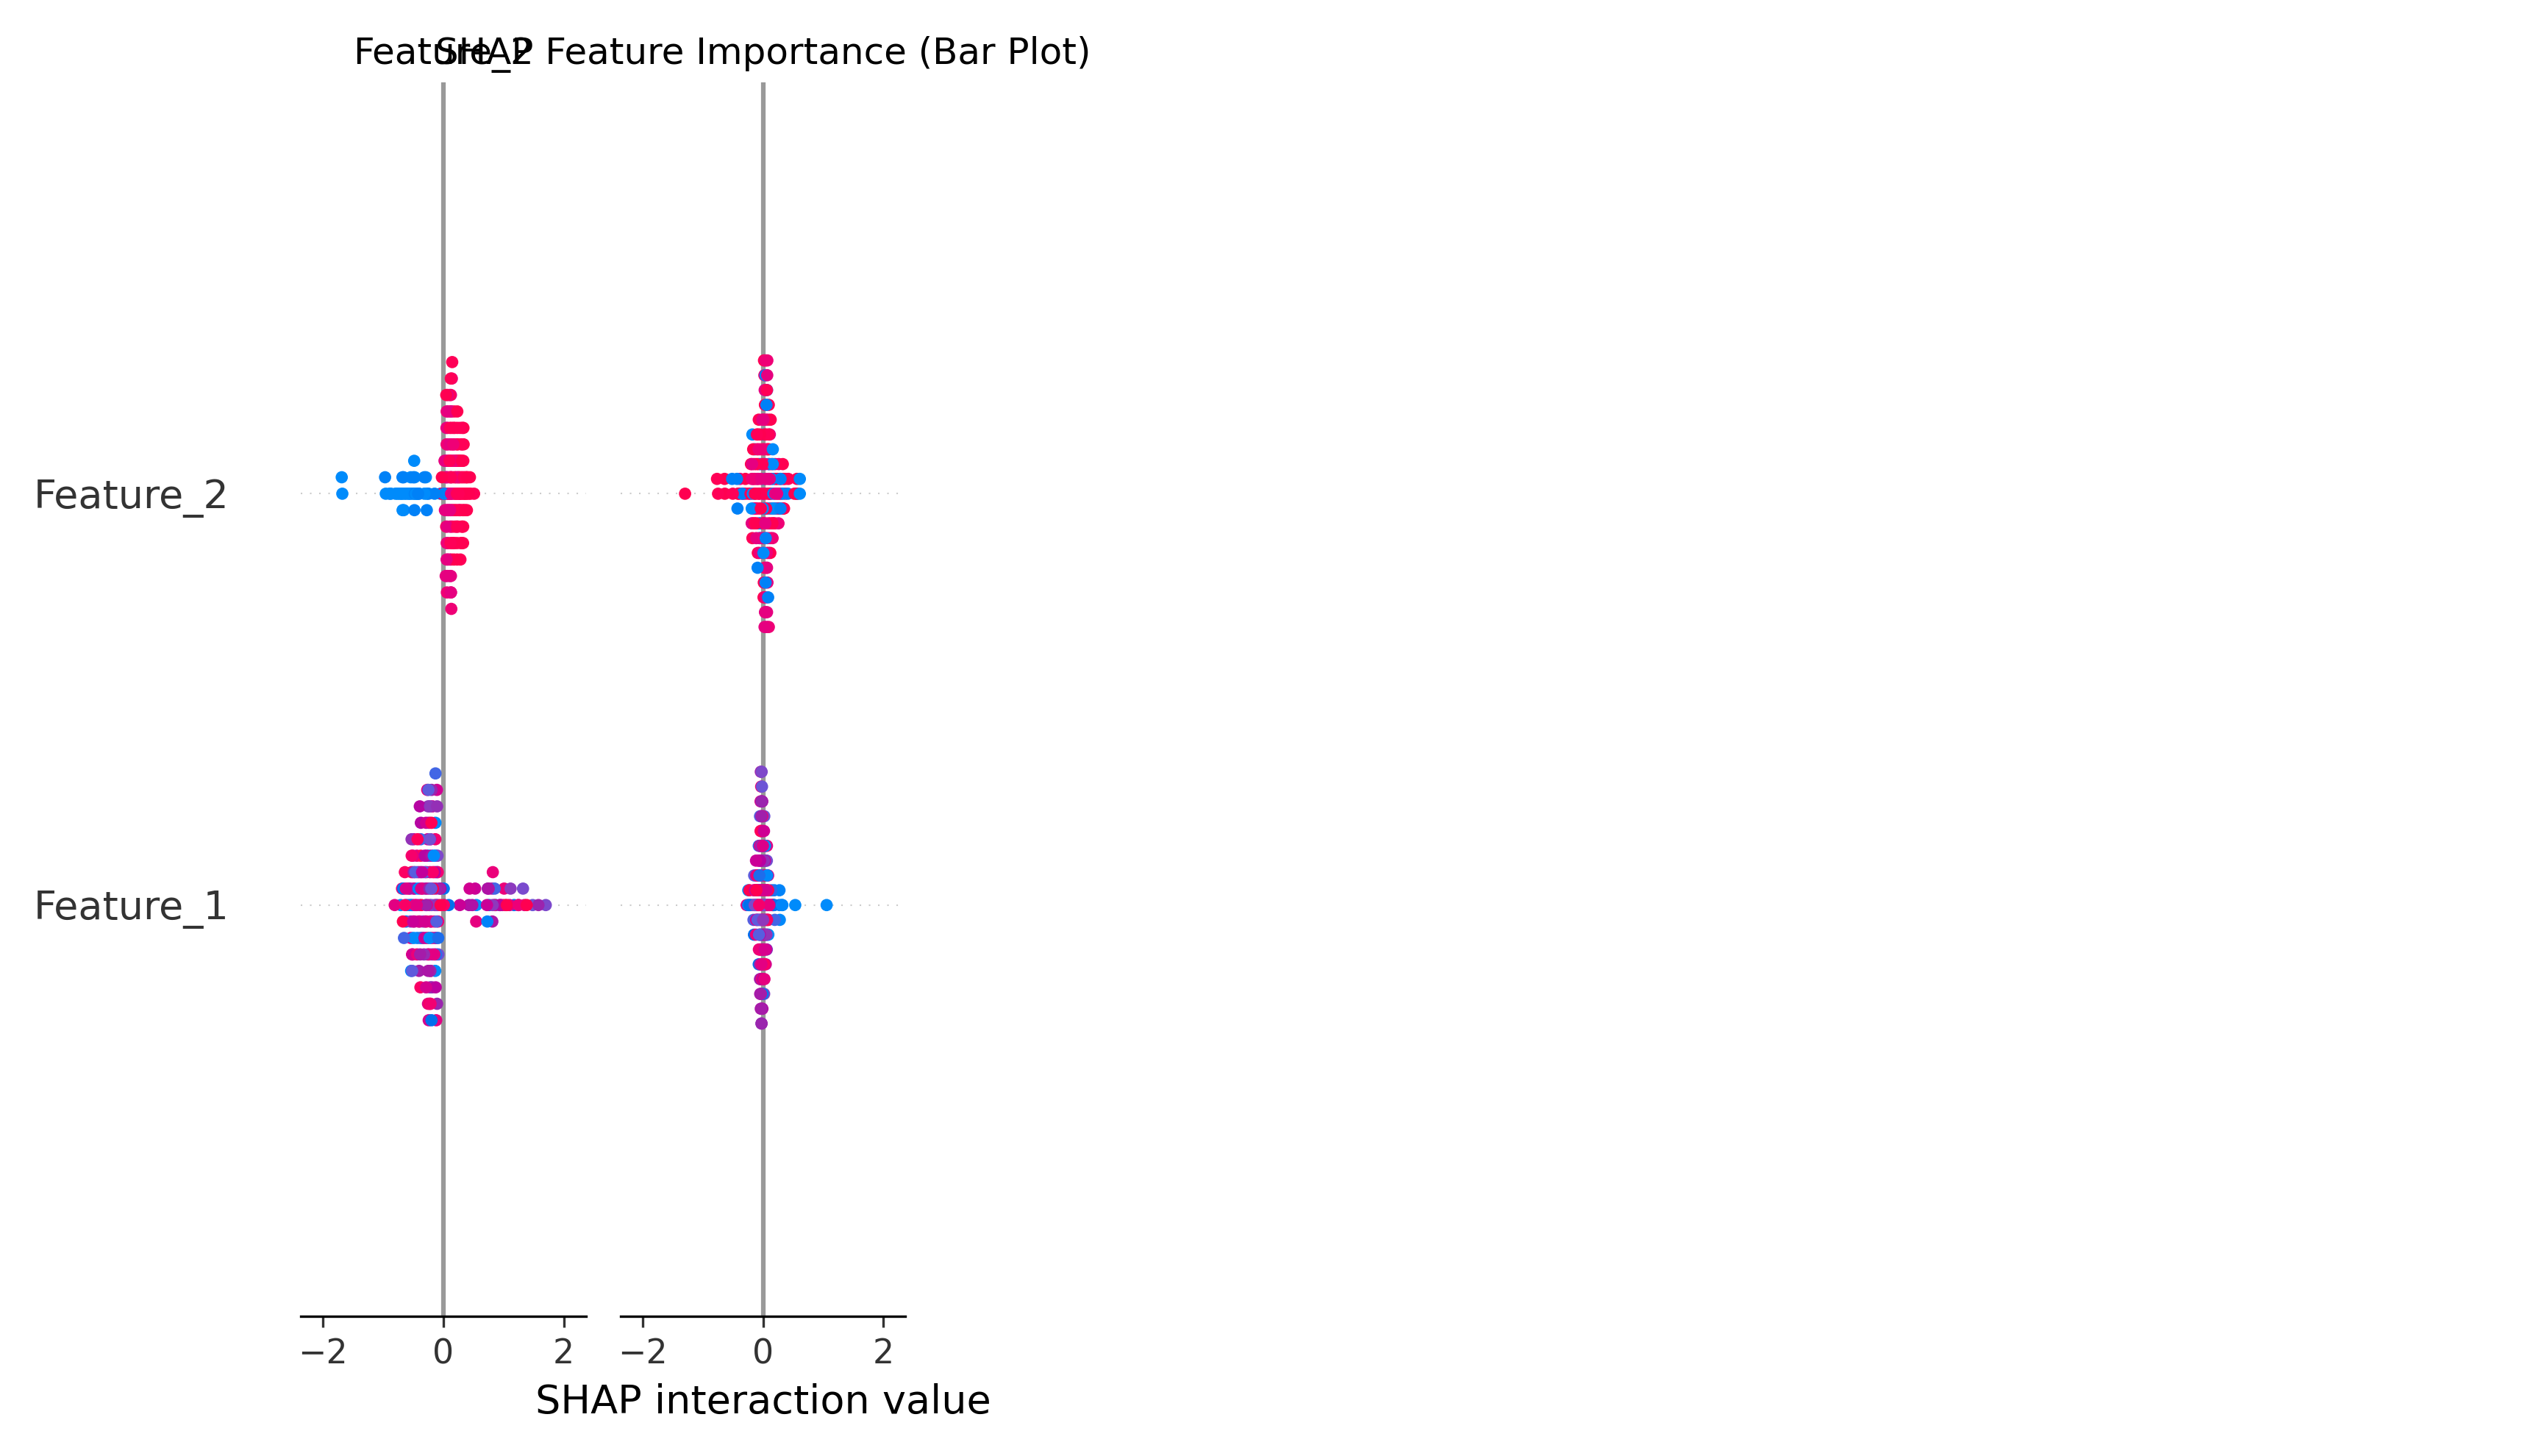 Feature_2
SHAP Feature Importance (Bar Plot)
Feature_2
Feature_1
−2 0 2 −2 0 2
SHAP interaction value